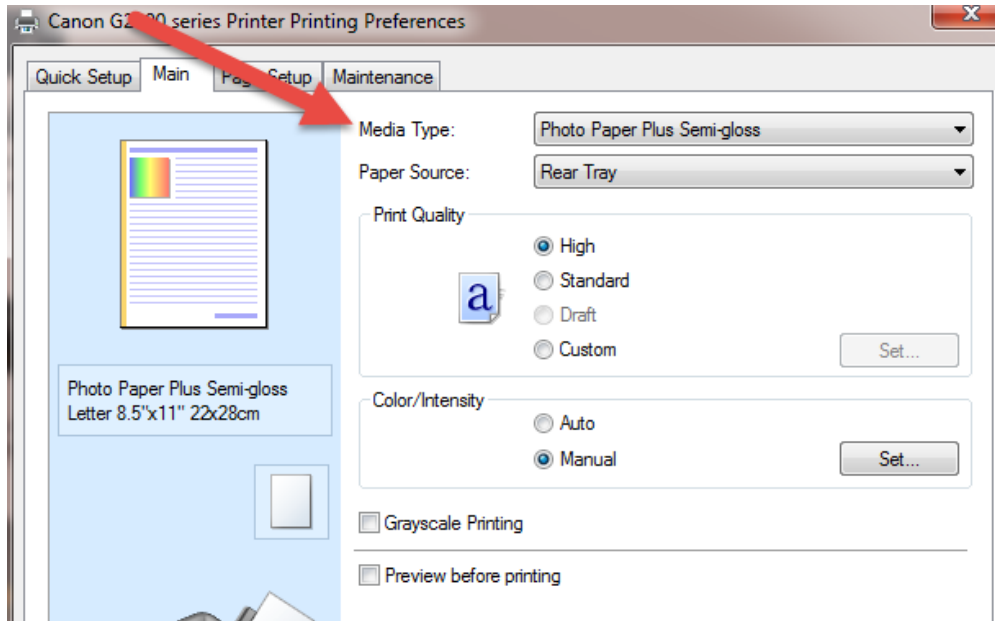 Canon series Printer Printing Preferences
Quick Setup Main Setup Maintenance
Media Type: Photo Paper Plus Semi-gloss
Paper Source: Rear Tray
Print Quality
High
a
Standard
Draft
Custom Set...
Photo Paper Plus Semi-gloss
Letter 8.5"x11" 22x28cm
Color/Intensity
Auto
Manual Set...
Grayscale Printing
Preview before printing